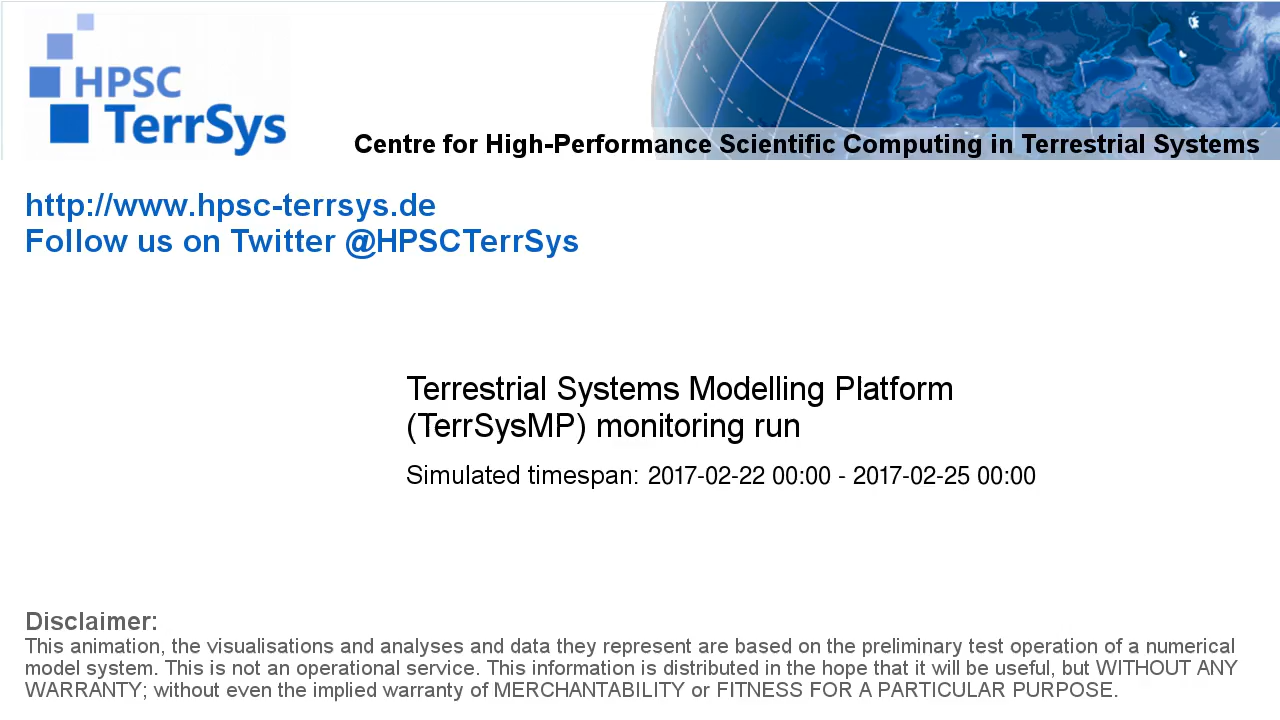 HPSC
TerrSys
Centre for High-Performance Scientific Computing in Terrestrial Systems
http://www.hpsc-terrsys.de
Follow us on Twitter @HPSCTerrSys
Terrestrial Systems Modelling Platform
(TerrSysMP) monitoring run
Simulated timespan: 2017-02-22 00:00 - 2017-02-25 00:00
Disclaimer:
This animation, the visualisations and analyses and data they represent are based on the preliminary test operation of a numerical
model system. This is not an operational service. This information is distributed in the hope that it will be useful, but WITHOUT ANY
WARRANTY; without even the implied warranty of MERCHANTABILITY or FITNESS FOR A PARTICULAR PURPOSE.